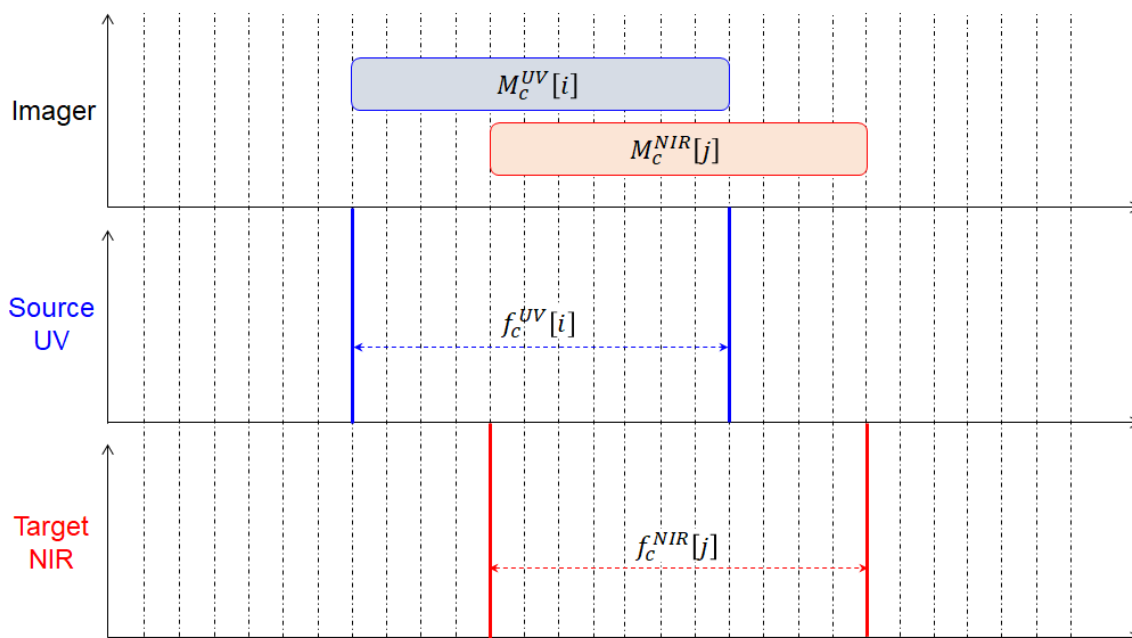 Imager
M_c^{UV}[i]
M_c^{NIR}[j]
Source
UV
f_c^{UV}[i]
Target
NIR
f_c^{NIR}[j]